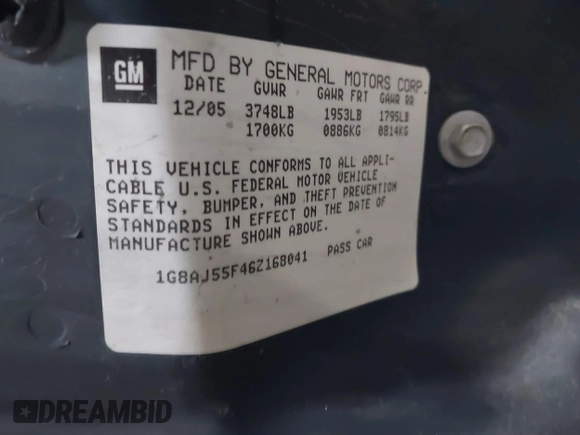 GM
MFD BY GENERAL MOTORS CORP.
DATE GVWR GAWR FRT GAWR RR
12/05 3748LB 1953LB 1795LB
1700KG 0886KG 0814KG
THIS VEHICLE CONFORMS TO ALL APPLI-
CABLE U.S. FEDERAL MOTOR VEHICLE
SAFETY, BUMPER, AND THEFT PREVENTION
STANDARDS IN EFFECT ON THE DATE OF
MANUFACTURE SHOWN ABOVE.
1G8AJ55F46Z168041 PASS CAR
DREAMBID